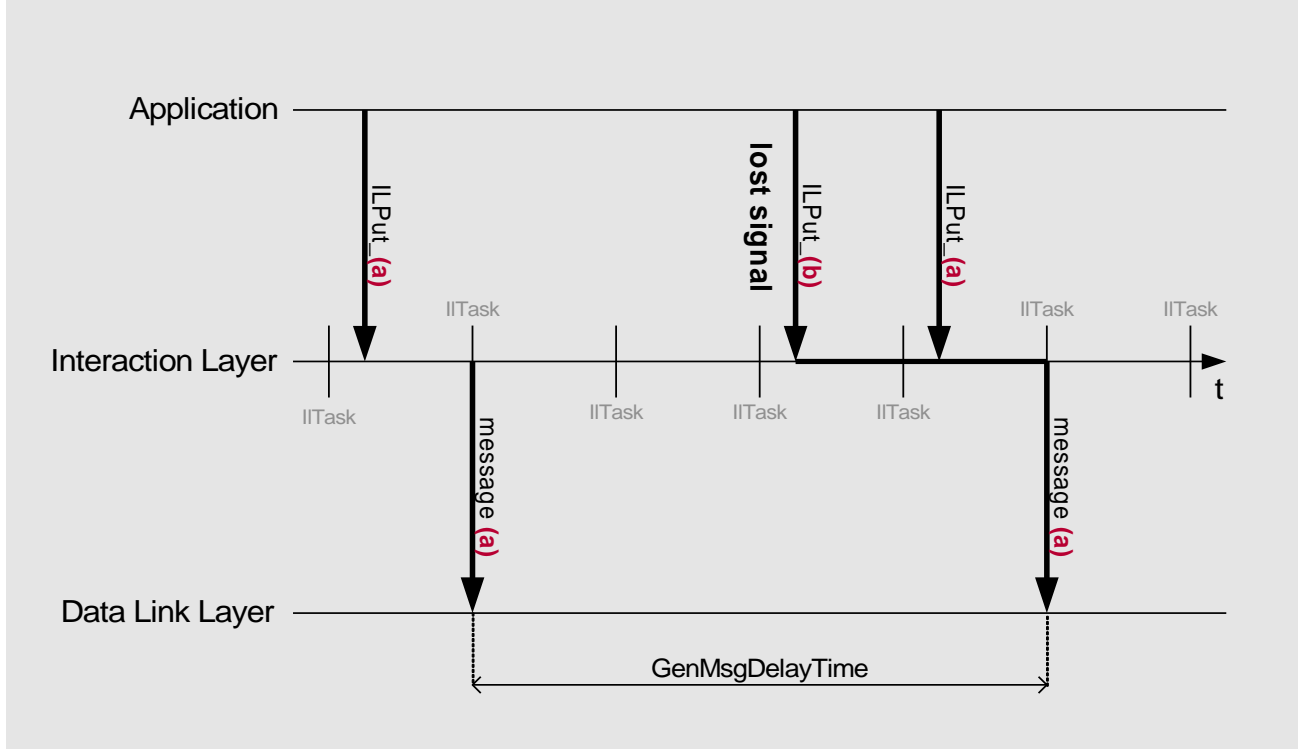 Application
ILPut_(a)
lost signal
ILPut_(b)
ILPut_(a)
IlTask
IlTask
IlTask
Interaction Layer
t
IlTask
IlTask
IlTask
IlTask
message (a)
message (a)
Data Link Layer
GenMsgDelayTime